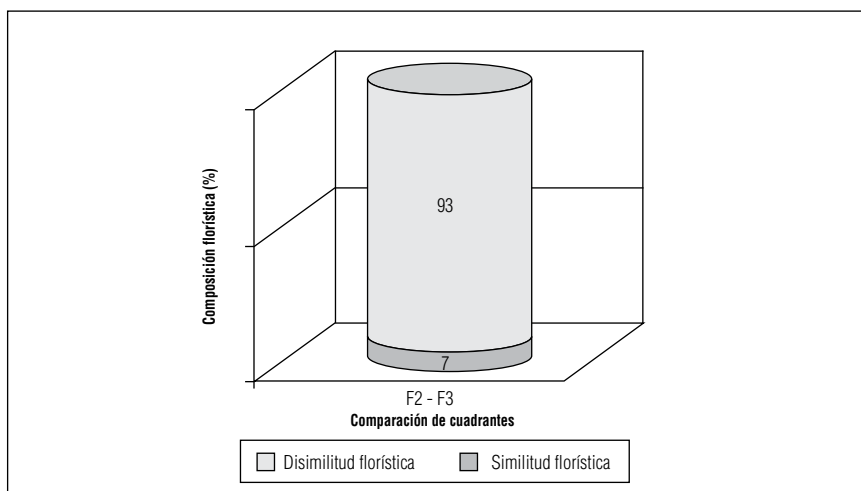 Composición florística (%)
93
7
F2 - F3
Comparación de cuadrantes
Disimilitud florística
Similitud florística